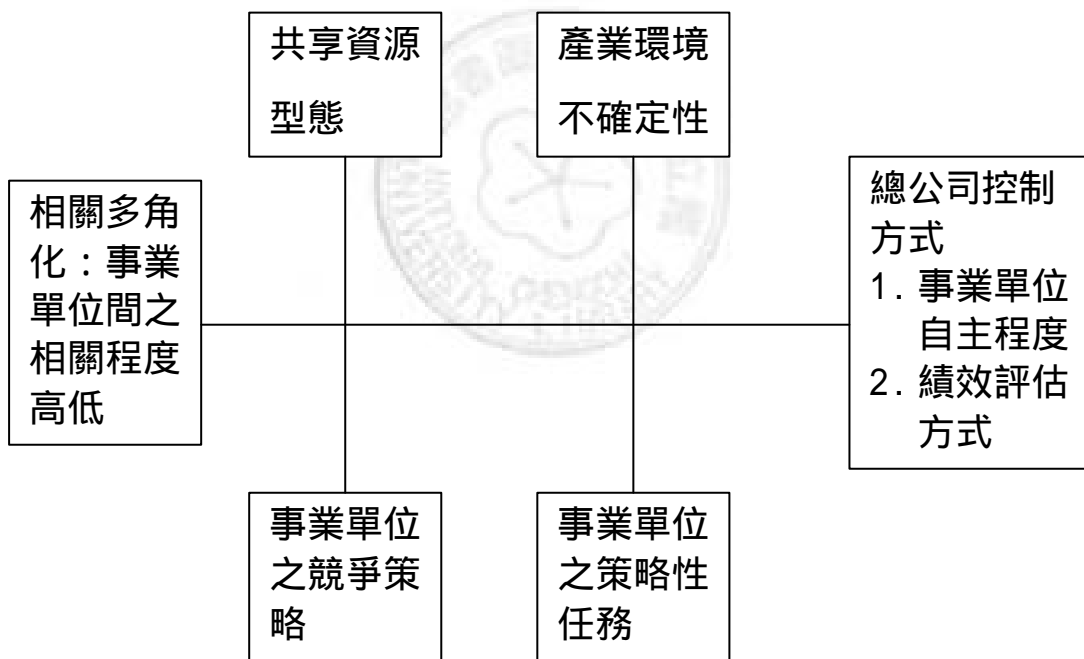 共享資源
型態
產業環境
不確定性
相關多角
化：事業
單位間之
相關程度
高低
總公司控制
方式
1. 事業單位
自主程度
2. 績效評估
方式
事業單位
之競爭策
略
事業單位
之策略性
任務